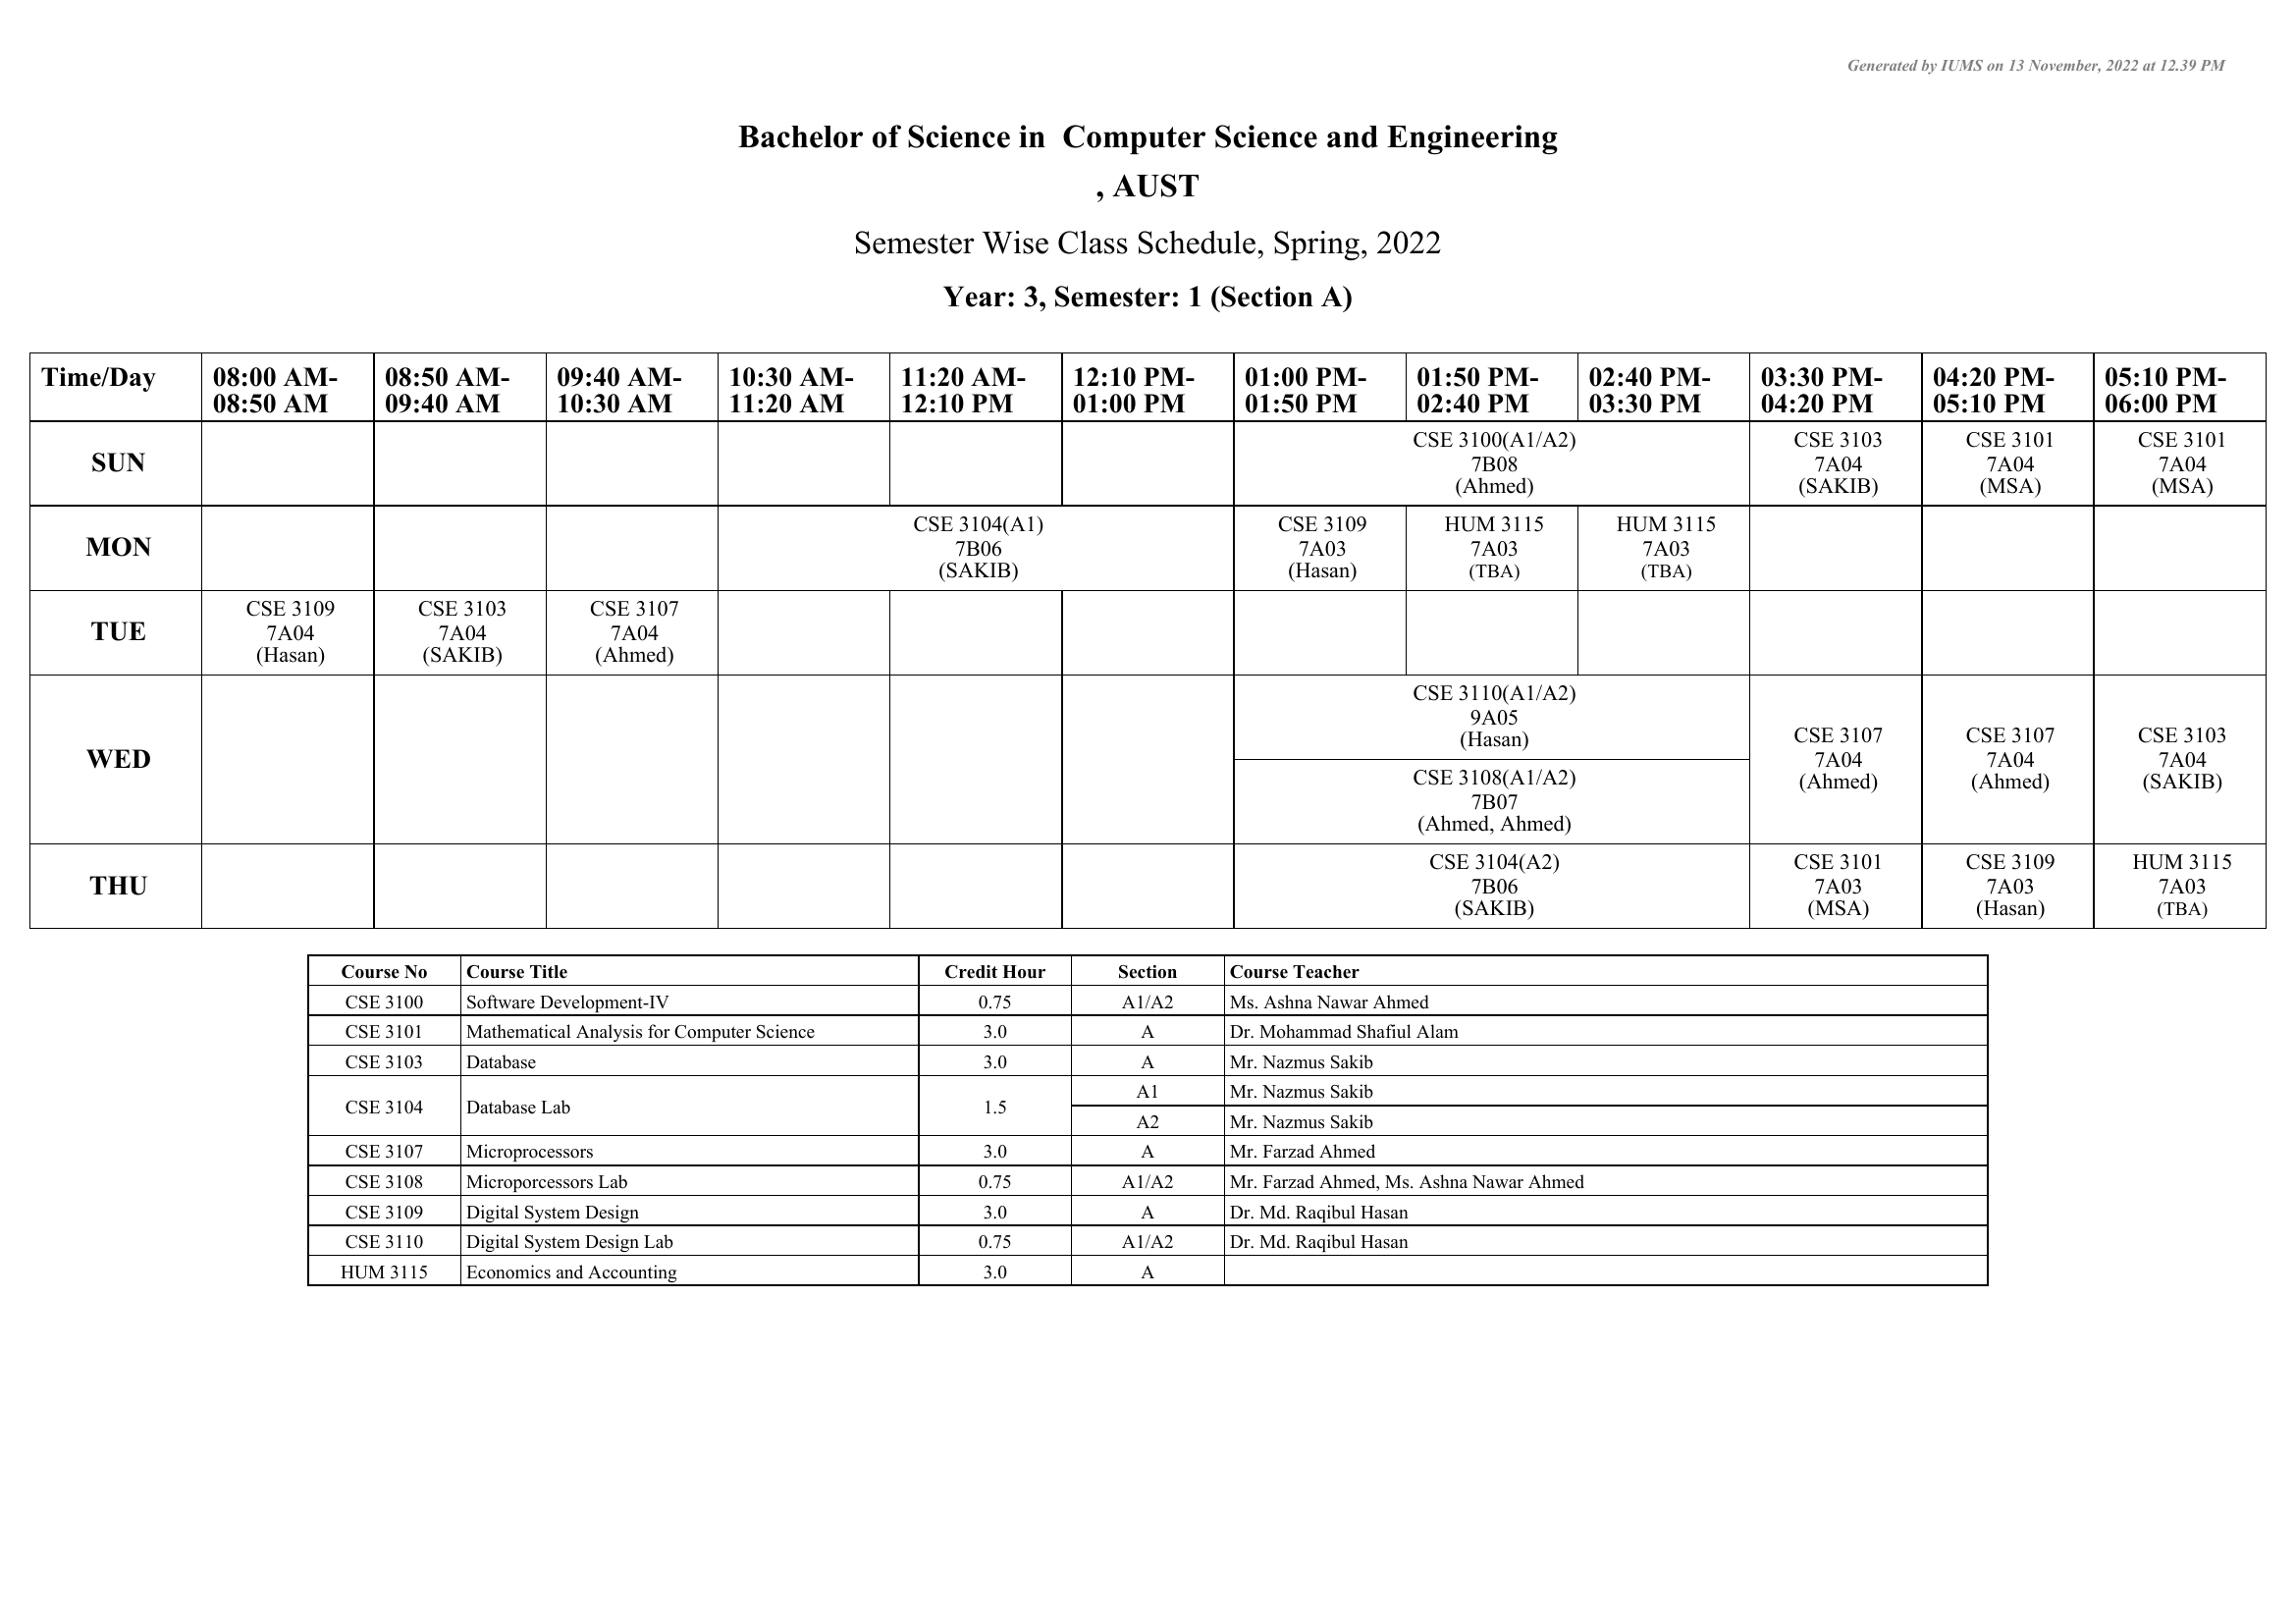 Generated by IUMS on 13 November, 2022 at 12.39 PM
Bachelor of Science in  Computer Science and Engineering
, AUST
Semester Wise Class Schedule, Spring, 2022
Year: 3, Semester: 1 (Section A)
Time/Day 08:00 AM- 08:50 AM- 09:40 AM- 10:30 AM- 11:20 AM- 12:10 PM- 01:00 PM- 01:50 PM- 02:40 PM- 03:30 PM- 04:20 PM- 05:10 PM-
08:50 AM 09:40 AM 10:30 AM 11:20 AM 12:10 PM 01:00 PM 01:50 PM 02:40 PM 03:30 PM 04:20 PM 05:10 PM 06:00 PM
CSE 3100(A1/A2) CSE 3103 CSE 3101 CSE 3101
SUN 7B08 7A04 7A04 7A04
(Ahmed) (SAKIB) (MSA) (MSA)
CSE 3104(A1) CSE 3109 HUM 3115 HUM 3115
MON 7B06 7A03 7A03 7A03
(SAKIB) (Hasan) (TBA) (TBA)
CSE 3109 CSE 3103 CSE 3107
TUE 7A04 7A04 7A04
(Hasan) (SAKIB) (Ahmed)
WED
CSE 3110(A1/A2)
9A05
(Hasan)
CSE 3108(A1/A2)
7B07
(Ahmed, Ahmed)
CSE 3107 CSE 3107 CSE 3103
7A04 7A04 7A04
(Ahmed) (Ahmed) (SAKIB)
CSE 3104(A2) CSE 3101 CSE 3109 HUM 3115
THU 7B06 7A03 7A03 7A03
(SAKIB) (MSA) (Hasan) (TBA)
Course No Course Title Credit Hour Section Course Teacher
CSE 3100 Software Development-IV 0.75 A1/A2 Ms. Ashna Nawar Ahmed
CSE 3101 Mathematical Analysis for Computer Science 3.0 A Dr. Mohammad Shafiul Alam
CSE 3103 Database 3.0 A Mr. Nazmus Sakib
CSE 3104 Database Lab 1.5 A1 Mr. Nazmus Sakib
A2 Mr. Nazmus Sakib
CSE 3107 Microprocessors 3.0 A Mr. Farzad Ahmed
CSE 3108 Microporcessors Lab 0.75 A1/A2 Mr. Farzad Ahmed, Ms. Ashna Nawar Ahmed
CSE 3109 Digital System Design 3.0 A Dr. Md. Raqibul Hasan
CSE 3110 Digital System Design Lab 0.75 A1/A2 Dr. Md. Raqibul Hasan
HUM 3115 Economics and Accounting 3.0 A